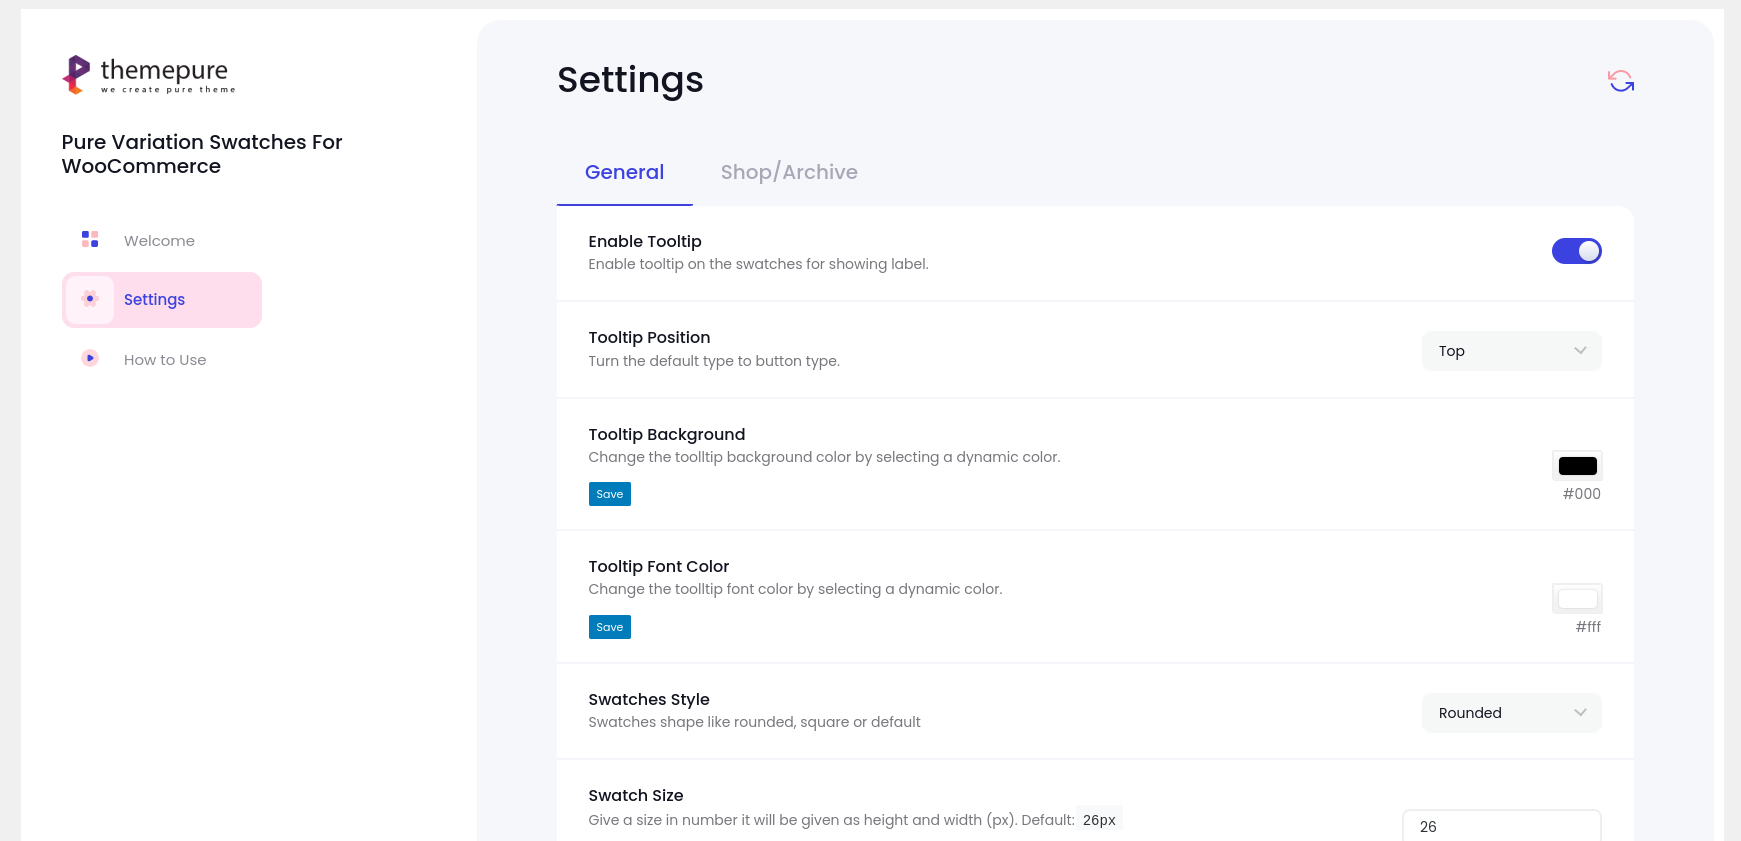 themepure
we create pure theme
Pure Variation Swatches For
WooCommerce
Welcome
Settings
How to Use
Settings
General
Shop/Archive
Enable Tooltip
Enable tooltip on the swatches for showing label.
Tooltip Position
Turn the default type to button type.
Top
Tooltip Background
Change the toolltip background color by selecting a dynamic color.
Save
#000
Tooltip Font Color
Change the toolltip font color by selecting a dynamic color.
Save
#fff
Swatches Style
Swatches shape like rounded, square or default
Rounded
Swatch Size
Give a size in number it will be given as height and width (px). Default: 26px
26